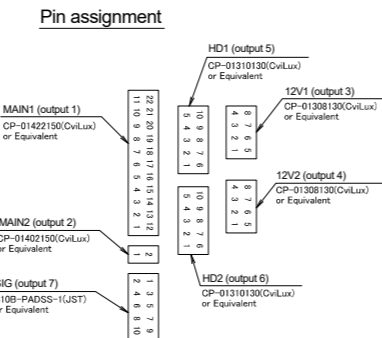 Pin assignment
HD1 (output 5)
CP-01310130(CviLux)
or Equivalent
12V1 (output 3)
CP-01308130(CviLux)
or Equivalent
MAIN1 (output 1)
CP-01422150(CviLux)
or Equivalent
11 10 9 8 7 6 5 4 3 2 1
22 21 20 19 18 17 16 15 14 13 12
5 4 3 2 1
10 9 8 7 6
4 3 2 1
8 7 6 5
12V2 (output 4)
CP-01308130(CviLux)
or Equivalent
5 4 3 2 1
10 9 8 7 6
4 3 2 1
8 7 6 5
MAIN2 (output 2)
CP-01402150(CviLux)
or Equivalent
1 2
SIG (output 7)
10B-PADSS-1(JST)
or Equivalent
2 4 6 8 10
1 3 5 7 9
HD2 (output 6)
CP-01310130(CviLux)
or Equivalent